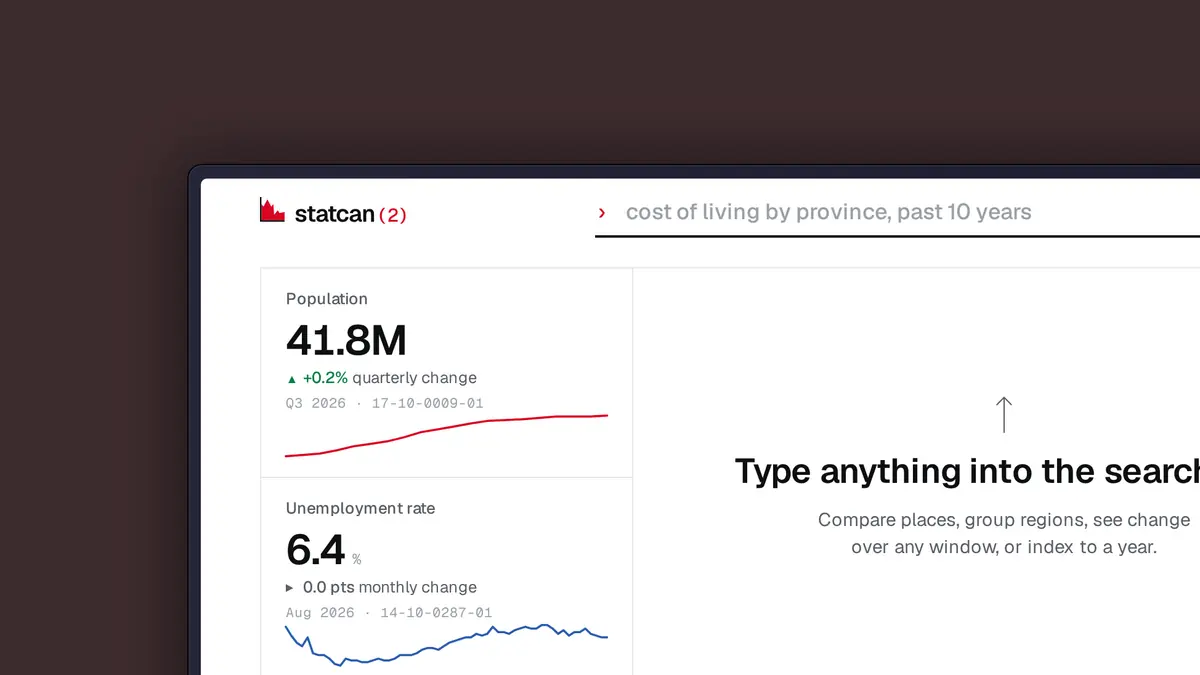 statcan (2)
› cost of living by province, past 10 years
Population
41.8M
▲ +0.2% quarterly change
Q3 2026 · 17-10-0009-01
Unemployment rate
6.4 %
▸ 0.0 pts monthly change
Aug 2026 · 14-10-0287-01
Type anything into the search
Compare places, group regions, see change
over any window, or index to a year.